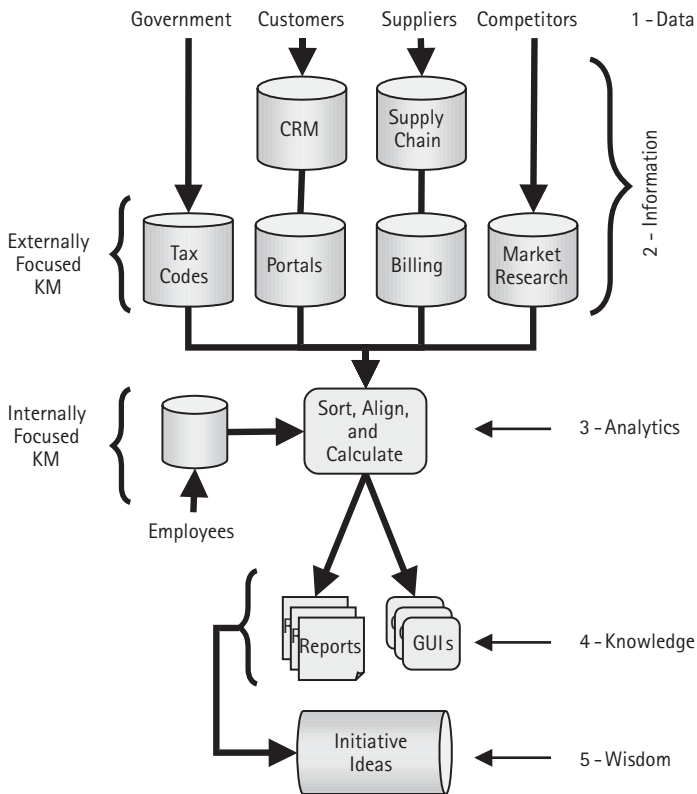 Government
Customers
Suppliers
Competitors
1 - Data
CRM
Supply
Chain
2 - Information
Externally
Focused
KM
Tax
Codes
Portals
Billing
Market
Research
Internally
Focused
KM
Sort, Align,
and
Calculate
3 - Analytics
Employees
Reports
GUIs
4 - Knowledge
Initiative
Ideas
5 - Wisdom